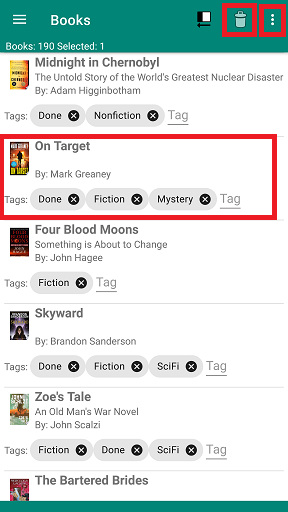 Books
Books: 190 Selected: 1
Midnight in Chernobyl
The Untold Story of the World's Greatest Nuclear Disaster
By: Adam Higginbotham
Tags: Done Nonfiction Tag
On Target
By: Mark Greaney
Tags: Done Fiction Mystery Tag
Four Blood Moons
Something is About to Change
By: John Hagee
Tags: Fiction Tag
Skyward
By: Brandon Sanderson
Tags: Done Fiction SciFi Tag
Zoe's Tale
An Old Man's War Novel
By: John Scalzi
Tags: Fiction Done SciFi Tag
The Bartered Brides